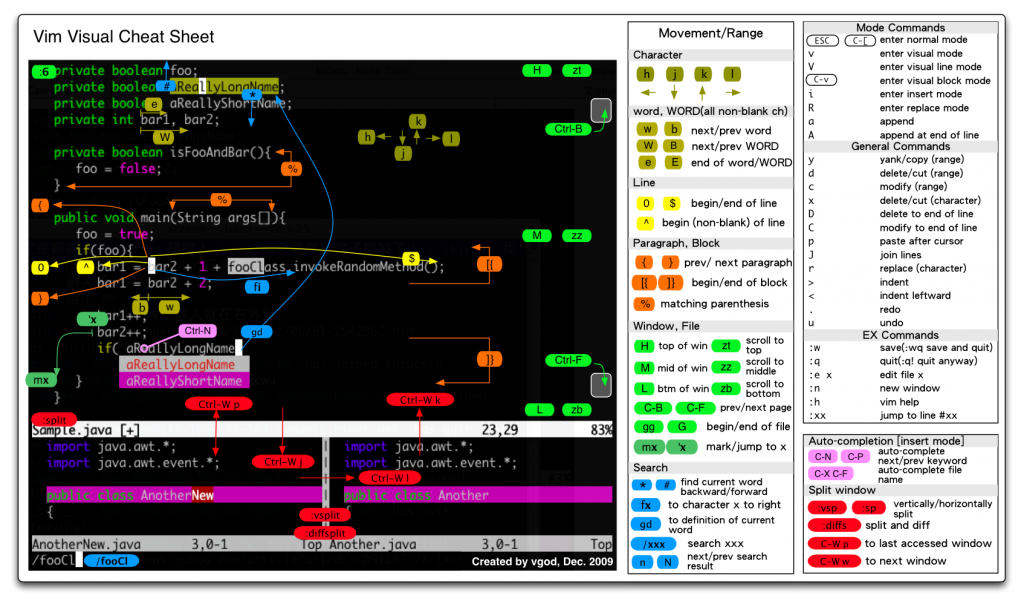 Vim Visual Cheat Sheet
:6
private boolean foo;
H
zt
private boolean aReallyLongName;
#
*
private boolean aReallyShortName;
e
private int bar1, bar2;
W
Ctrl-B
k
h
l
j
private boolean isFooAndBar(){
foo = false;
%
}
%
{
public void main(String args[]){
foo = true;
M
zz
if(foo){
$
0
^
bar1 = bar2 + 1 + fooClass.invokeRandomMethod();
[{
bar1 = bar2 + 2;
fi
}
b
w
'x
bar1++;
Ctrl-N
gd
bar2++;
if( aReallyLongName
]}
Ctrl-F
aReallyLongName
mx
}
aReallyShortName
}
Ctrl-W p
Ctrl-W k
L
zb
:split
Sample.java [+]
23,29
83%
import java.awt.*;
import java.awt.*;
import java.awt.event.*;
import java.awt.event.*;
Ctrl-W j
Ctrl-W l
public class AnotherNew
public class Another
{
{
:vsplit
:diffsplit
AnotherNew.java
3,0-1
Top
Another.java
3,0-1
Top
/fooCl
/fooCl
Created by vgod, Dec. 2009
Movement/Range
Character
h j k l
word, WORD(all non-blank ch)
w b next/prev word
W B next/prev WORD
e E end of word/WORD
Line
0 $ begin/end of line
^ begin (non-blank) of line
Paragraph, Block
{ } prev/ next paragraph
[{ ]} begin/end of block
% matching parenthesis
Window, File
H top of win zt scroll to
top
M mid of win zz scroll to
middle
L btm of win zb scroll to
bottom
C-B C-F prev/next page
gg G begin/end of file
mx 'x mark/jump to x
Search
* # find current word
backward/forward
fx to character x to right
gd to definition of current
word
/xxx search xxx
n N next/prev search
result
Mode Commands
ESC C-[ enter normal mode
v enter visual mode
V enter visual line mode
C-v enter visual block mode
i enter insert mode
R enter replace mode
a append
A append at end of line
General Commands
y yank/copy (range)
d delete/cut (range)
c modify (range)
x delete/cut (character)
D delete to end of line
C modify to end of line
p paste after cursor
J join lines
r replace (character)
> indent
< indent leftward
. redo
u undo
EX Commands
:w save(:wq save and quit)
:q quit(:q! quit anyway)
:e x edit file x
:n new window
:h vim help
:xx jump to line #xx
Auto-completion [insert mode]
C-N C-P auto-complete
next/prev keyword
C-X C-F auto-complete file
name
Split window
:vsp :sp vertically/horizontally
split
:diffs split and diff
C-W p to last accessed window
C-W w to next window